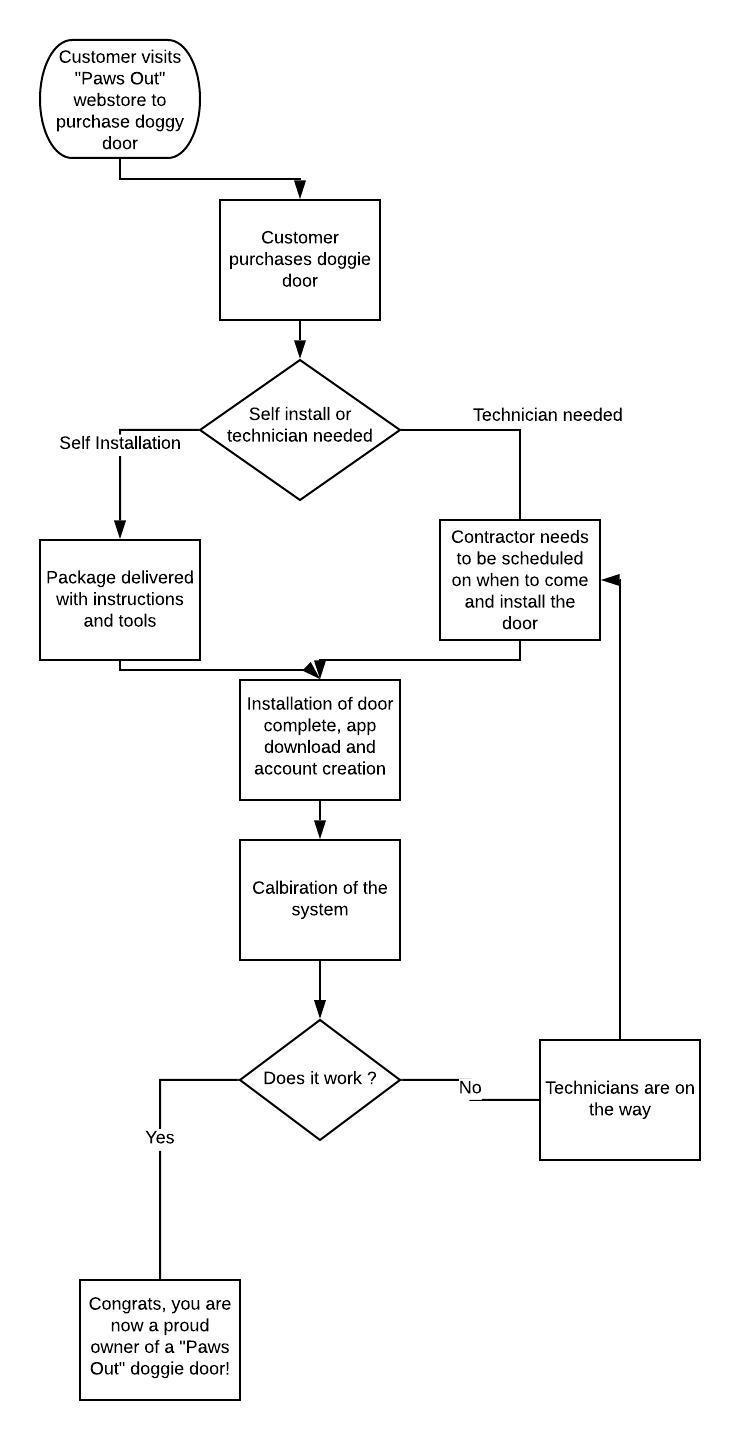 Customer visits
"Paws Out"
webstore to
purchase doggy
door
Customer
purchases doggie
door
Self install or
technician needed
Self Installation
Technician needed
Package delivered
with instructions
and tools
Contractor needs
to be scheduled
on when to come
and install the
door
Installation of door
complete, app
download and
account creation
Calbiration of the
system
Does it work ?
No
Technicians are on
the way
Yes
Congrats, you are
now a proud
owner of a "Paws
Out" doggie door!